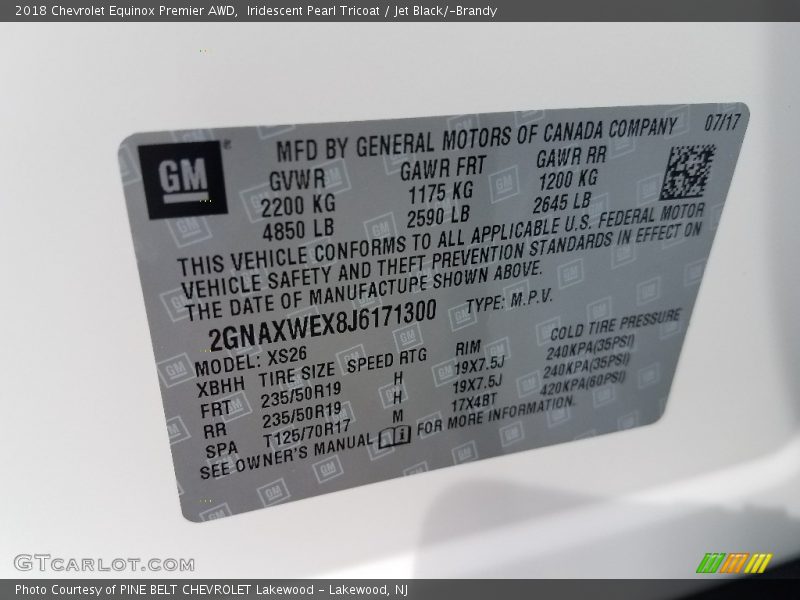 2018 Chevrolet Equinox Premier AWD, Iridescent Pearl Tricoat / Jet Black/-Brandy
MFD BY GENERAL MOTORS OF CANADA COMPANY 07/17
GM
GVWR GAWR FRT GAWR RR
2200 KG 1175 KG 1200 KG
4850 LB 2590 LB 2645 LB
THIS VEHICLE CONFORMS TO ALL APPLICABLE U.S. FEDERAL MOTOR
VEHICLE SAFETY AND THEFT PREVENTION STANDARDS IN EFFECT ON
THE DATE OF MANUFACTURE SHOWN ABOVE.
2GNAXWEX8J6171300 TYPE: M.P.V.
MODEL: XS26
XBHH TIRE SIZE SPEED RTG RIM COLD TIRE PRESSURE
FRT 235/50R19 H 19X7.5J 240KPA(35PSI)
RR 235/50R19 H 19X7.5J 240KPA(35PSI)
SPA T125/70R17 M 17X4BT 420KPA(60PSI)
SEE OWNER'S MANUAL FOR MORE INFORMATION.
GTCARLOT.COM
Photo Courtesy of PINE BELT CHEVROLET Lakewood - Lakewood, NJ